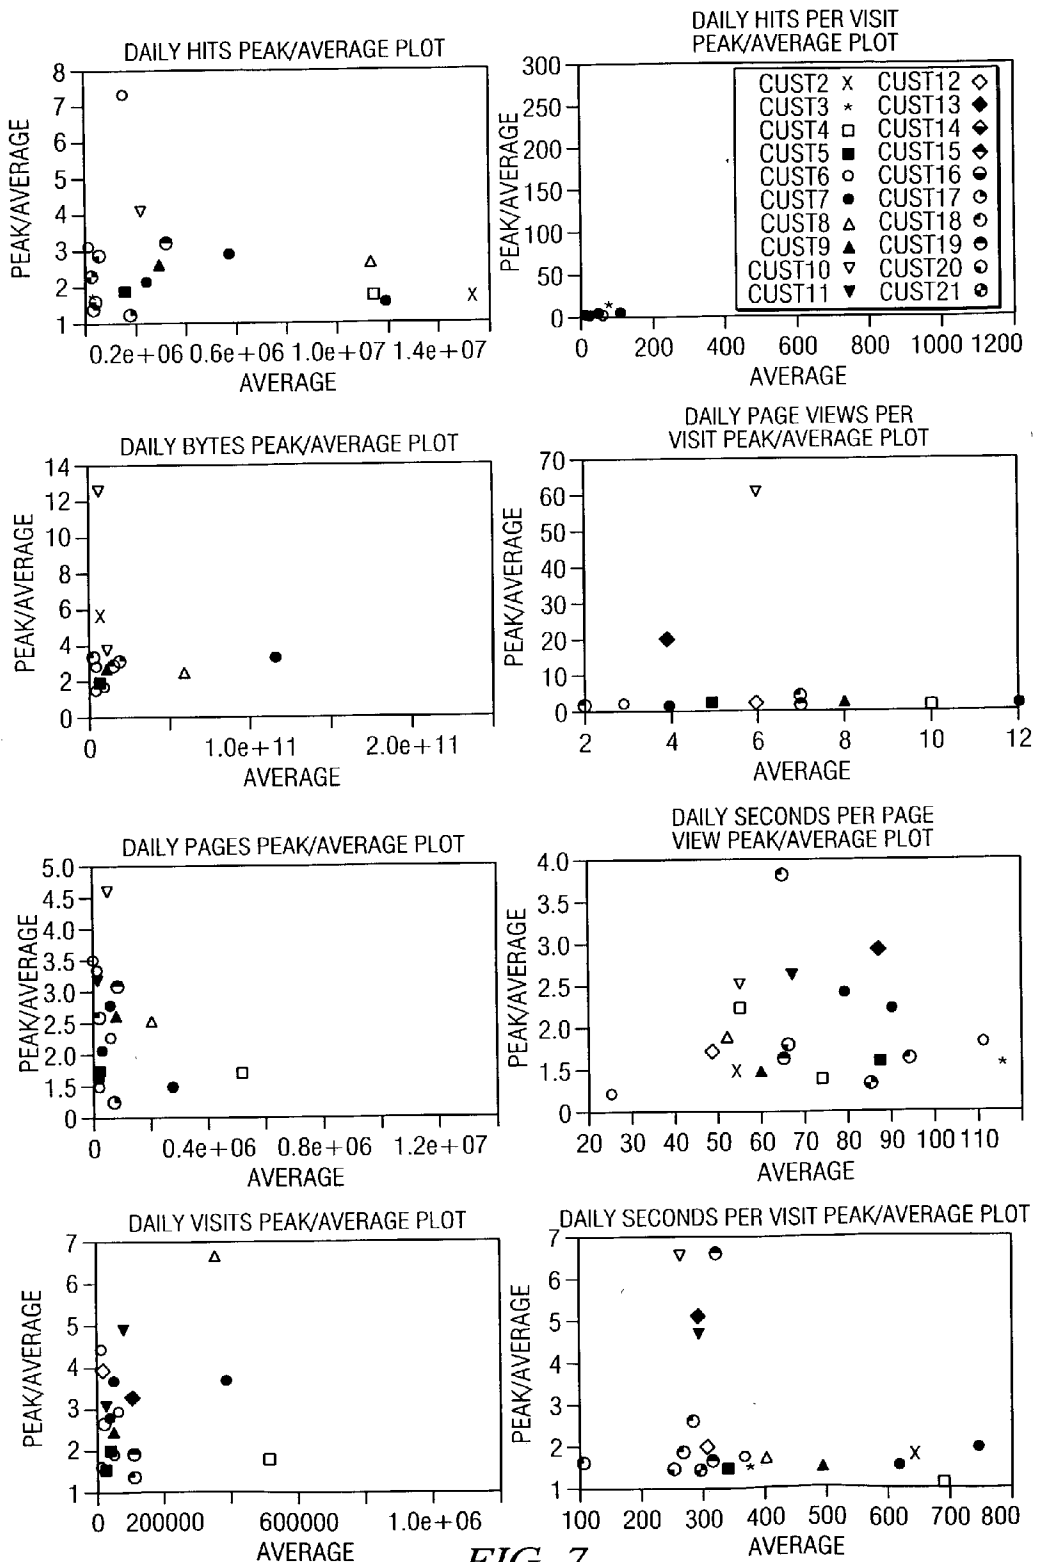 DAILY HITS PEAK/AVERAGE PLOT
8
7
6
5
4
3
2
1
PEAK/AVERAGE
0.2e+06 0.6e+06 1.0e+07 1.4e+07
AVERAGE
DAILY HITS PER VISIT
PEAK/AVERAGE PLOT
300
250
200
150
100
50
0
PEAK/AVERAGE
CUST2 CUST12
CUST3 CUST13
CUST4 CUST14
CUST5 CUST15
CUST6 CUST16
CUST7 CUST17
CUST8 CUST18
CUST9 CUST19
CUST10 CUST20
CUST11 CUST21
0 200 400 600 800 1000 1200
AVERAGE
DAILY BYTES PEAK/AVERAGE PLOT
14
12
10
8
6
4
2
0
PEAK/AVERAGE
0 1.0e+11 2.0e+11
AVERAGE
DAILY PAGE VIEWS PER
VISIT PEAK/AVERAGE PLOT
70
60
50
40
30
20
10
0
PEAK/AVERAGE
2 4 6 8 10 12
AVERAGE
DAILY PAGES PEAK/AVERAGE PLOT
5.0
4.5
4.0
3.5
3.0
2.5
2.0
1.5
0
PEAK/AVERAGE
0 0.4e+06 0.8e+06 1.2e+07
AVERAGE
DAILY SECONDS PER PAGE
VIEW PEAK/AVERAGE PLOT
4.0
3.5
3.0
2.5
2.0
1.5
0
PEAK/AVERAGE
20 30 40 50 60 70 80 90 100 110
AVERAGE
DAILY VISITS PEAK/AVERAGE PLOT
7
6
5
4
3
2
1
PEAK/AVERAGE
0 200000 600000 1.0e+06
AVERAGE
DAILY SECONDS PER VISIT PEAK/AVERAGE PLOT
7
6
5
4
3
2
1
PEAK/AVERAGE
100 200 300 400 500 600 700 800
AVERAGE
FIG. 7